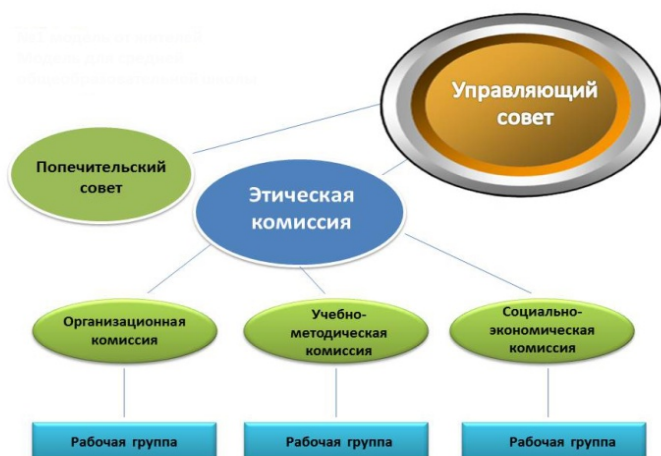 Управляющий
совет
Попечительский
совет
Этическая
комиссия
Организационная
комиссия
Учебно-
методическая
комиссия
Социально-
экономическая
комиссия
Рабочая группа
Рабочая группа
Рабочая группа